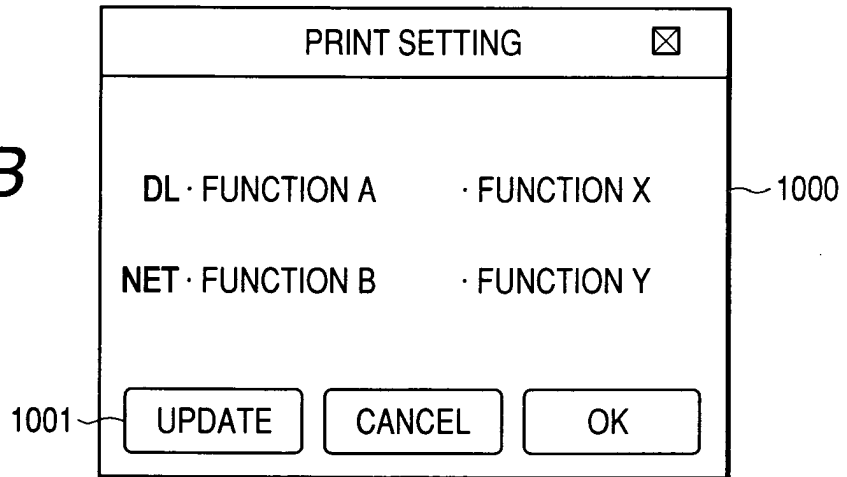 PRINT SETTING
B
DL · FUNCTION A · FUNCTION X
1000
NET · FUNCTION B · FUNCTION Y
1001 UPDATE CANCEL OK